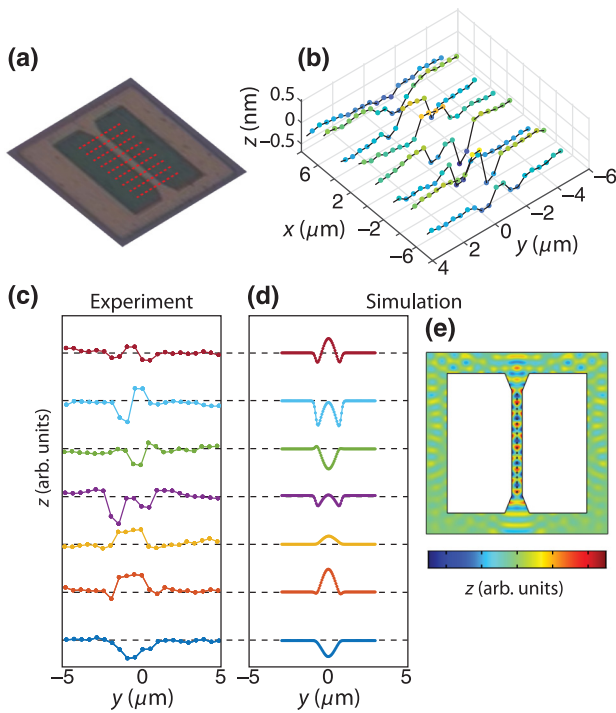 (a)
(b)
0.5
0
-0.5
z (nm)
6
2
-2
-6
x (μm)
4
2
0
-2
-4
-6
y (μm)
(c)
Experiment
(d)
Simulation
(e)
z (arb. units)
−5
0
5
y (μm)
−5
0
5
y (μm)
z (arb. units)